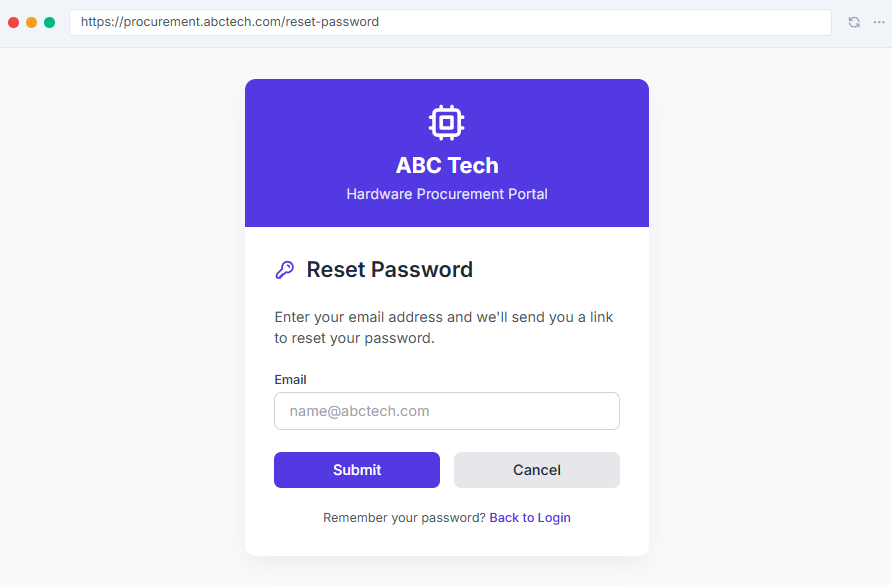 https://procurement.abctech.com/reset-password
ABC Tech
Hardware Procurement Portal
Reset Password
Enter your email address and we'll send you a link
to reset your password.
Email
name@abctech.com
Submit Cancel
Remember your password? Back to Login